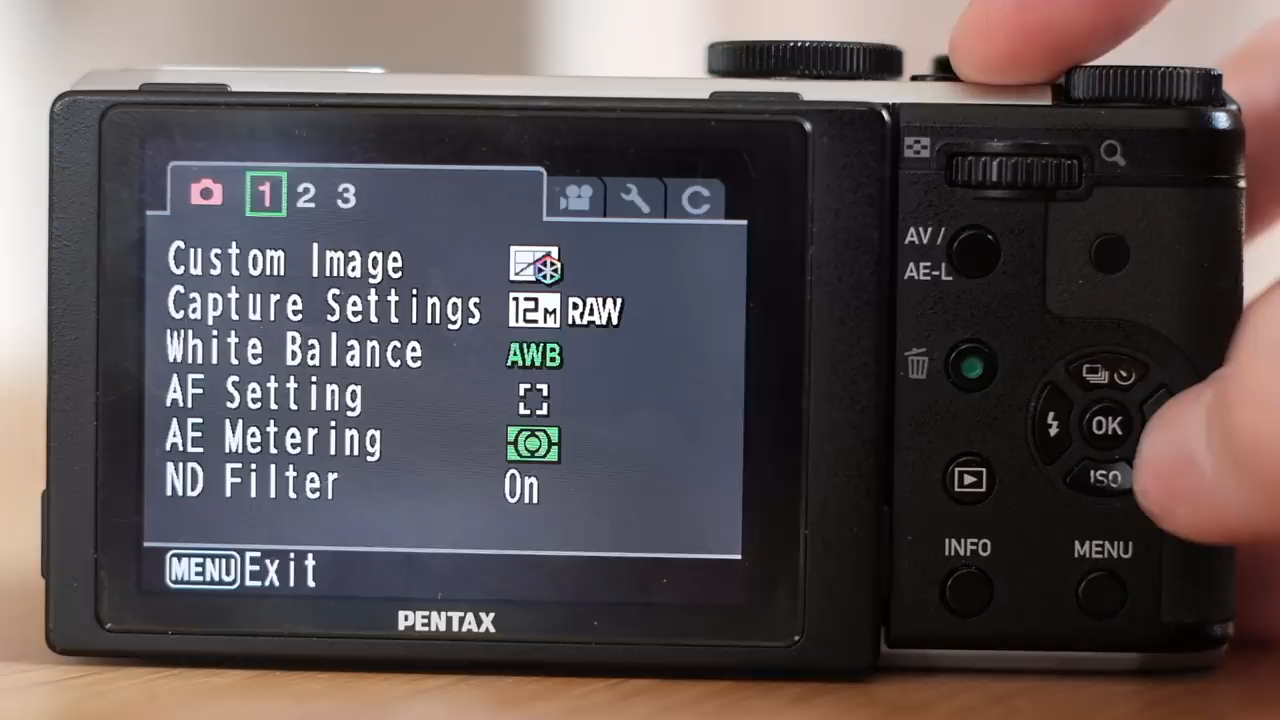 1 2 3
C
Custom Image
Capture Settings 12M RAW
White Balance AWB
AF Setting
AE Metering
ND Filter On
MENU Exit
PENTAX
AV /
AE-L
OK
ISO
INFO MENU